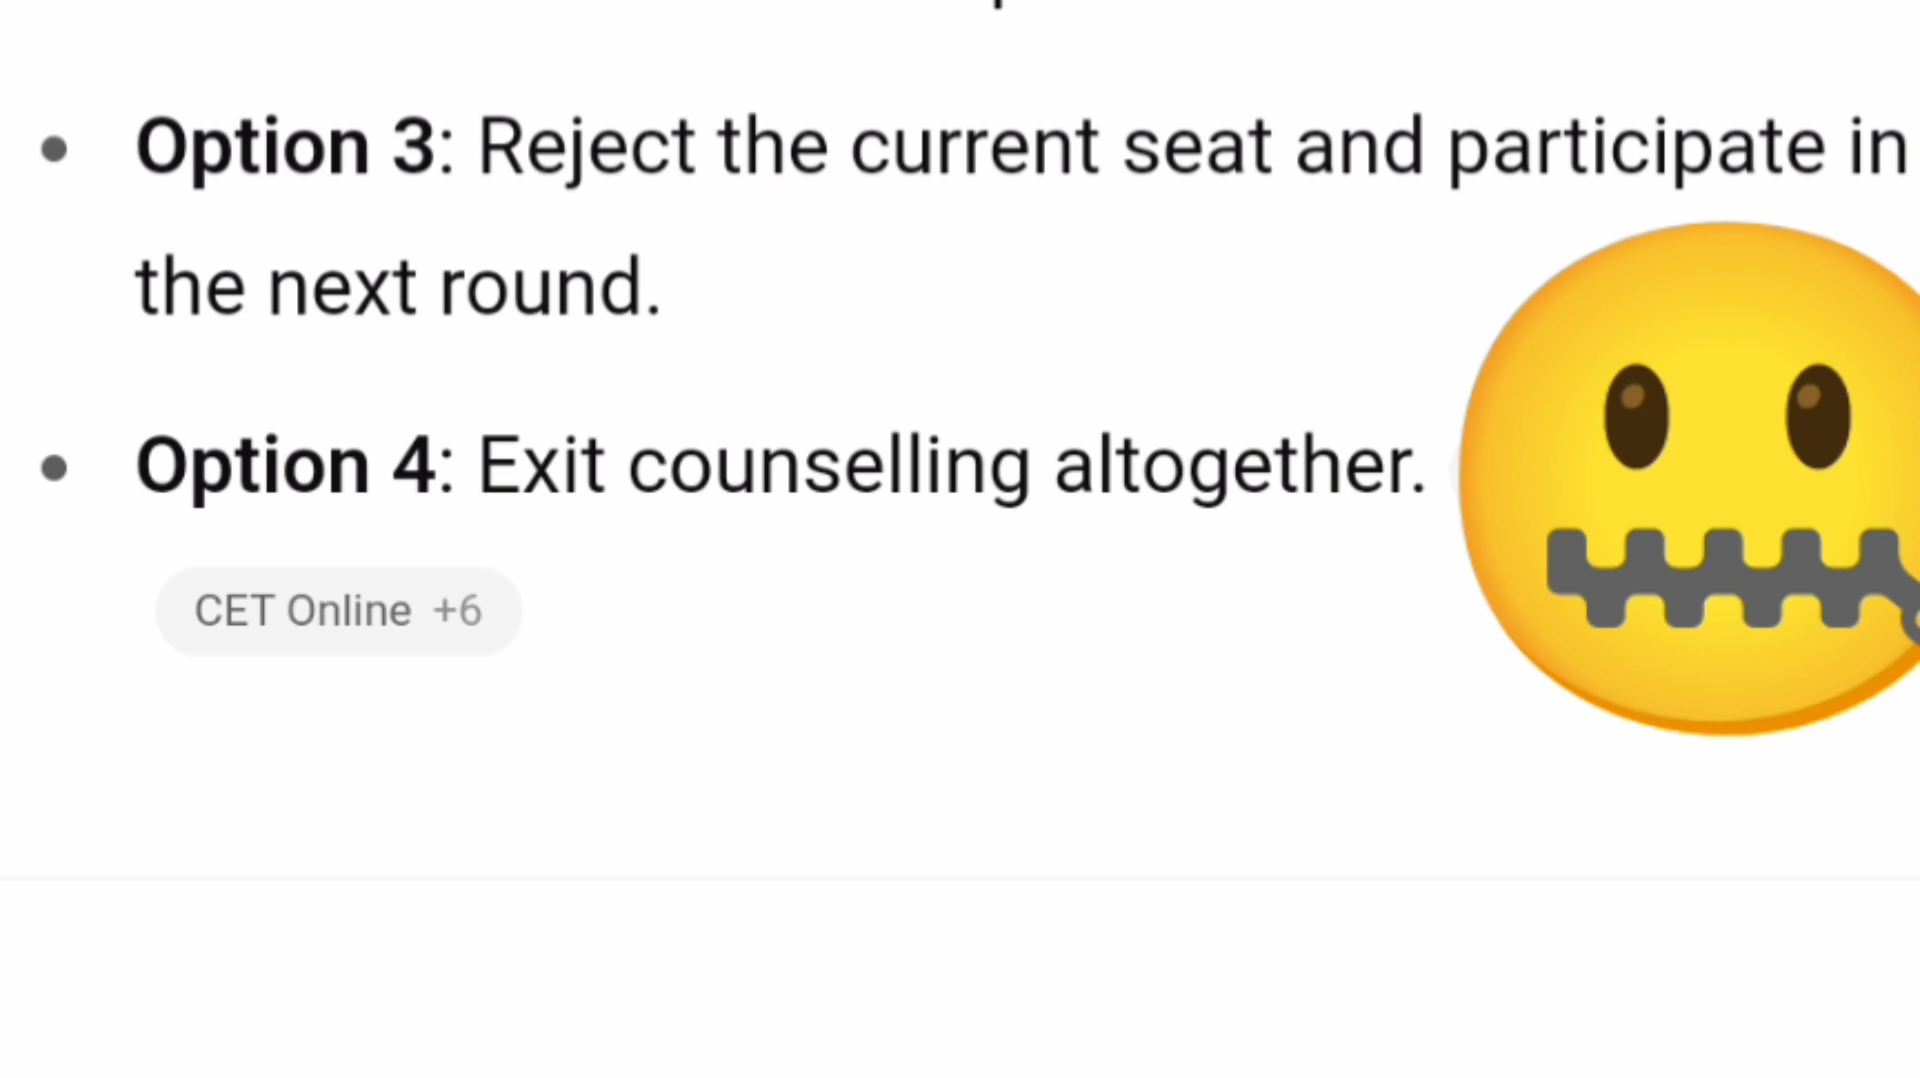 Option 3: Reject the current seat and participate in
the next round.
Option 4: Exit counselling altogether.
CET Online +6